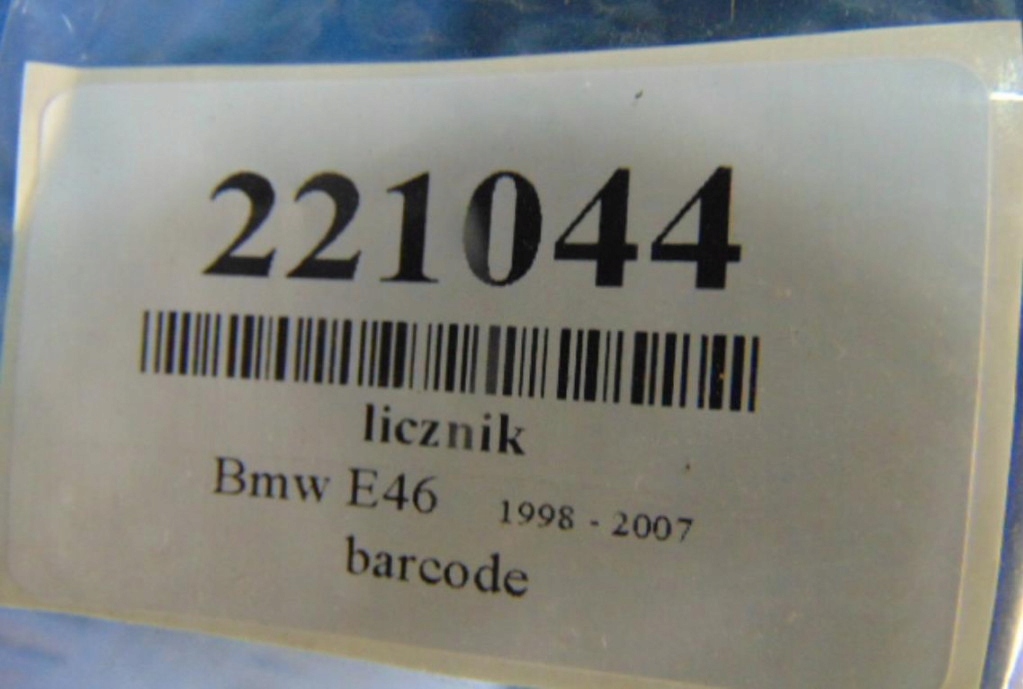 221044
licznik
Bmw E46 1998 - 2007
barcode